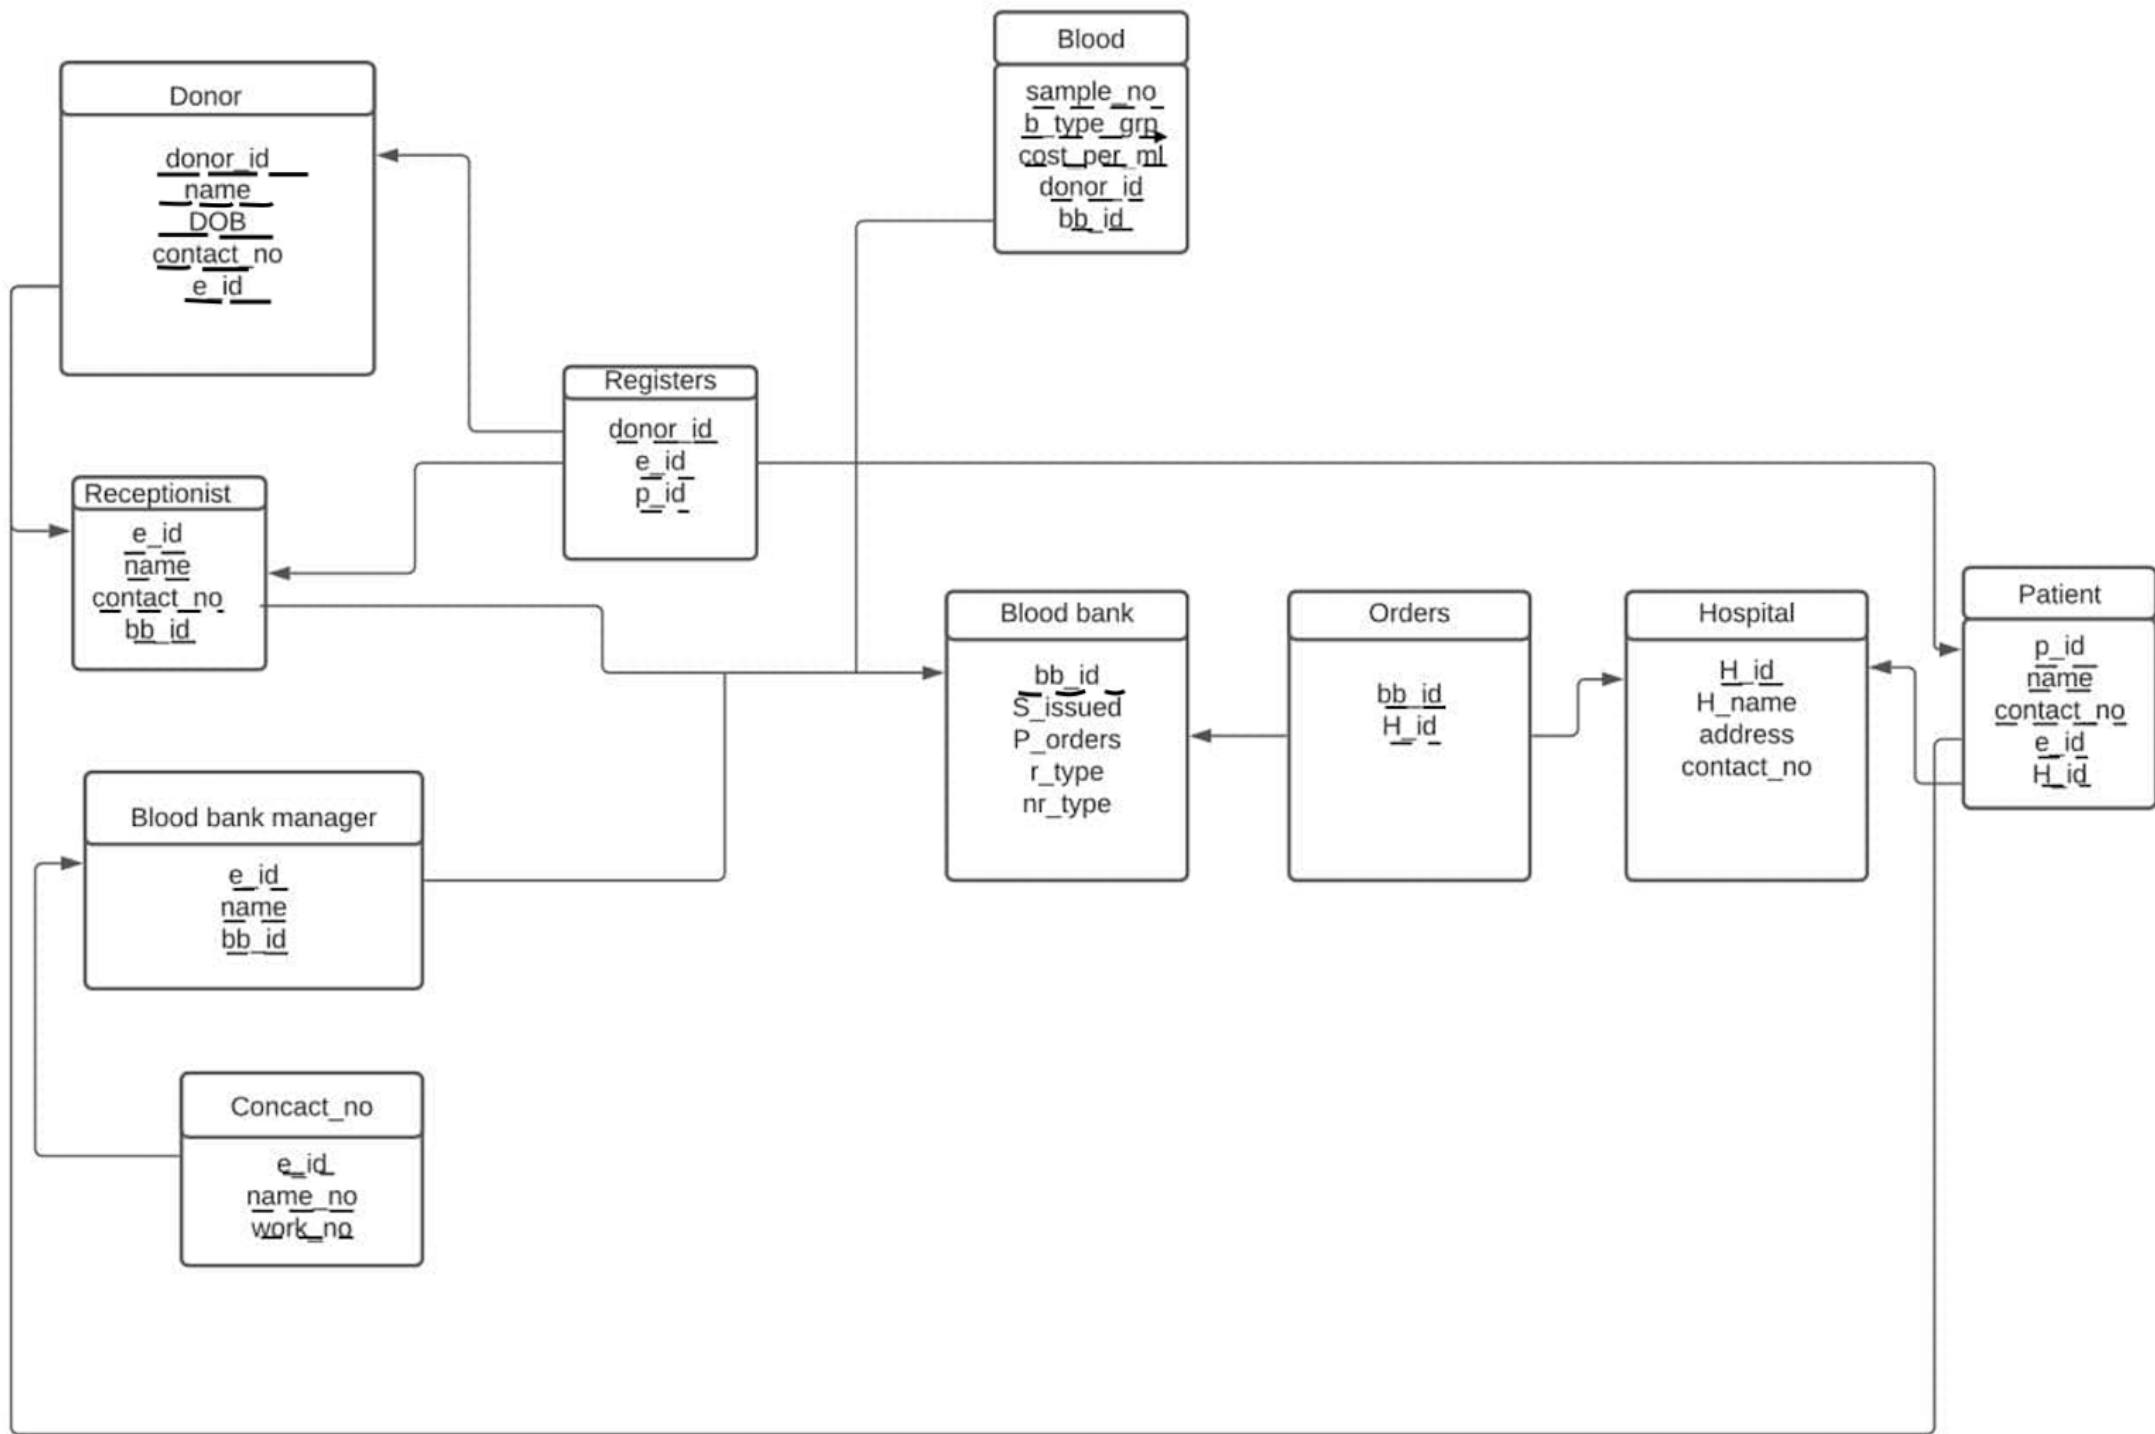 Blood
sample_no
b_type_grp
cost_per_ml
donor_id
bb_id
Donor
donor_id
name
DOB
contact_no
e_id
Registers
donor_id
e_id
p_id
Receptionist
e_id
name
contact_no
bb_id
Blood bank
bb_id
S_issued
P_orders
r_type
nr_type
Orders
bb_id
H_id
Hospital
H_id
H_name
address
contact_no
Patient
p_id
name
contact_no
e_id
H_id
Blood bank manager
e_id
name
bb_id
Concact_no
e_id
name_no
work_no